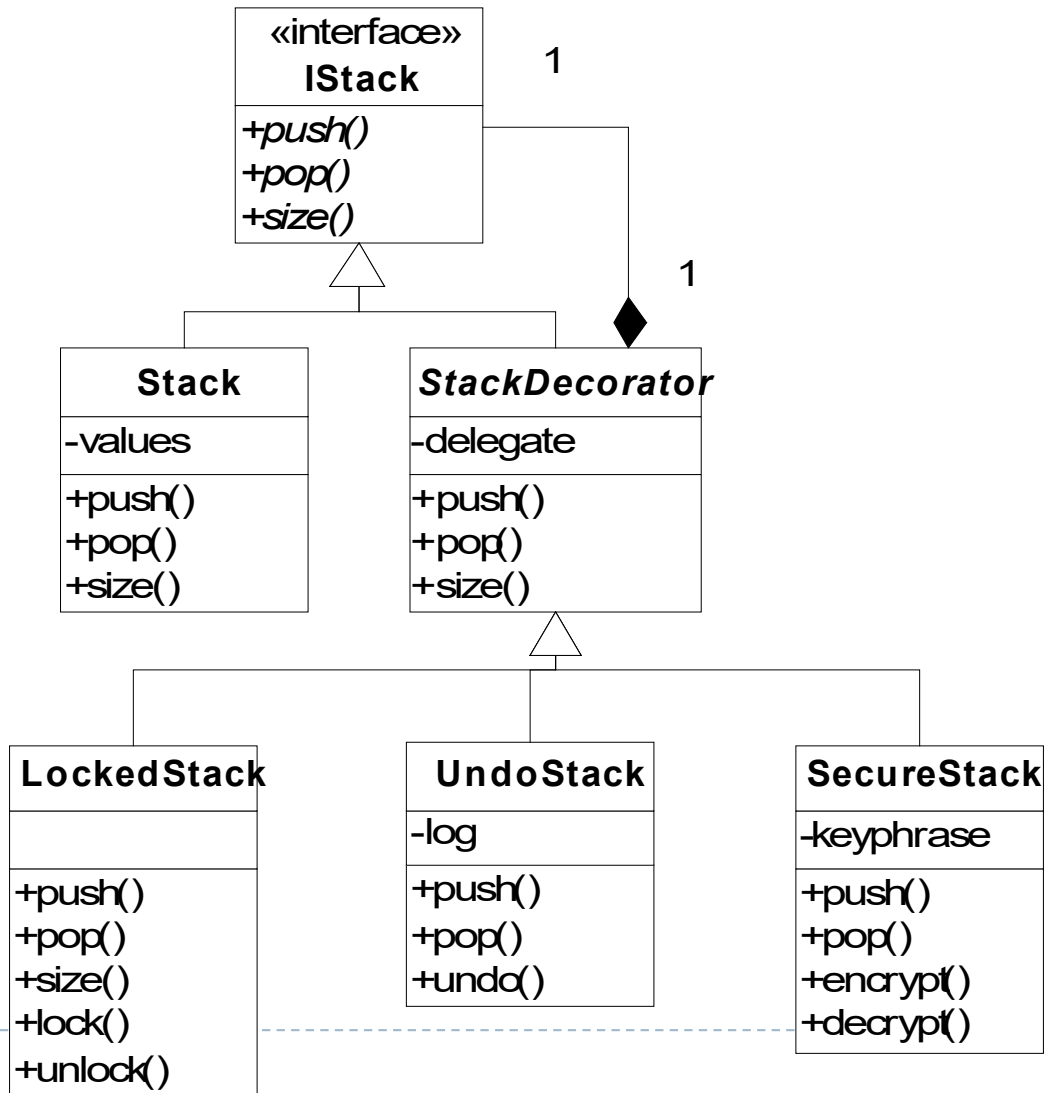 «interface»
IStack
+push()
+pop()
+size()
1
1
Stack
-values
+push()
+pop()
+size()
StackDecorator
-delegate
+push()
+pop()
+size()
LockedStack
+push()
+pop()
+size()
+lock()
+unlock()
UndoStack
-log
+push()
+pop()
+undo()
SecureStack
-keyphrase
+push()
+pop()
+encrypt()
+decrypt()